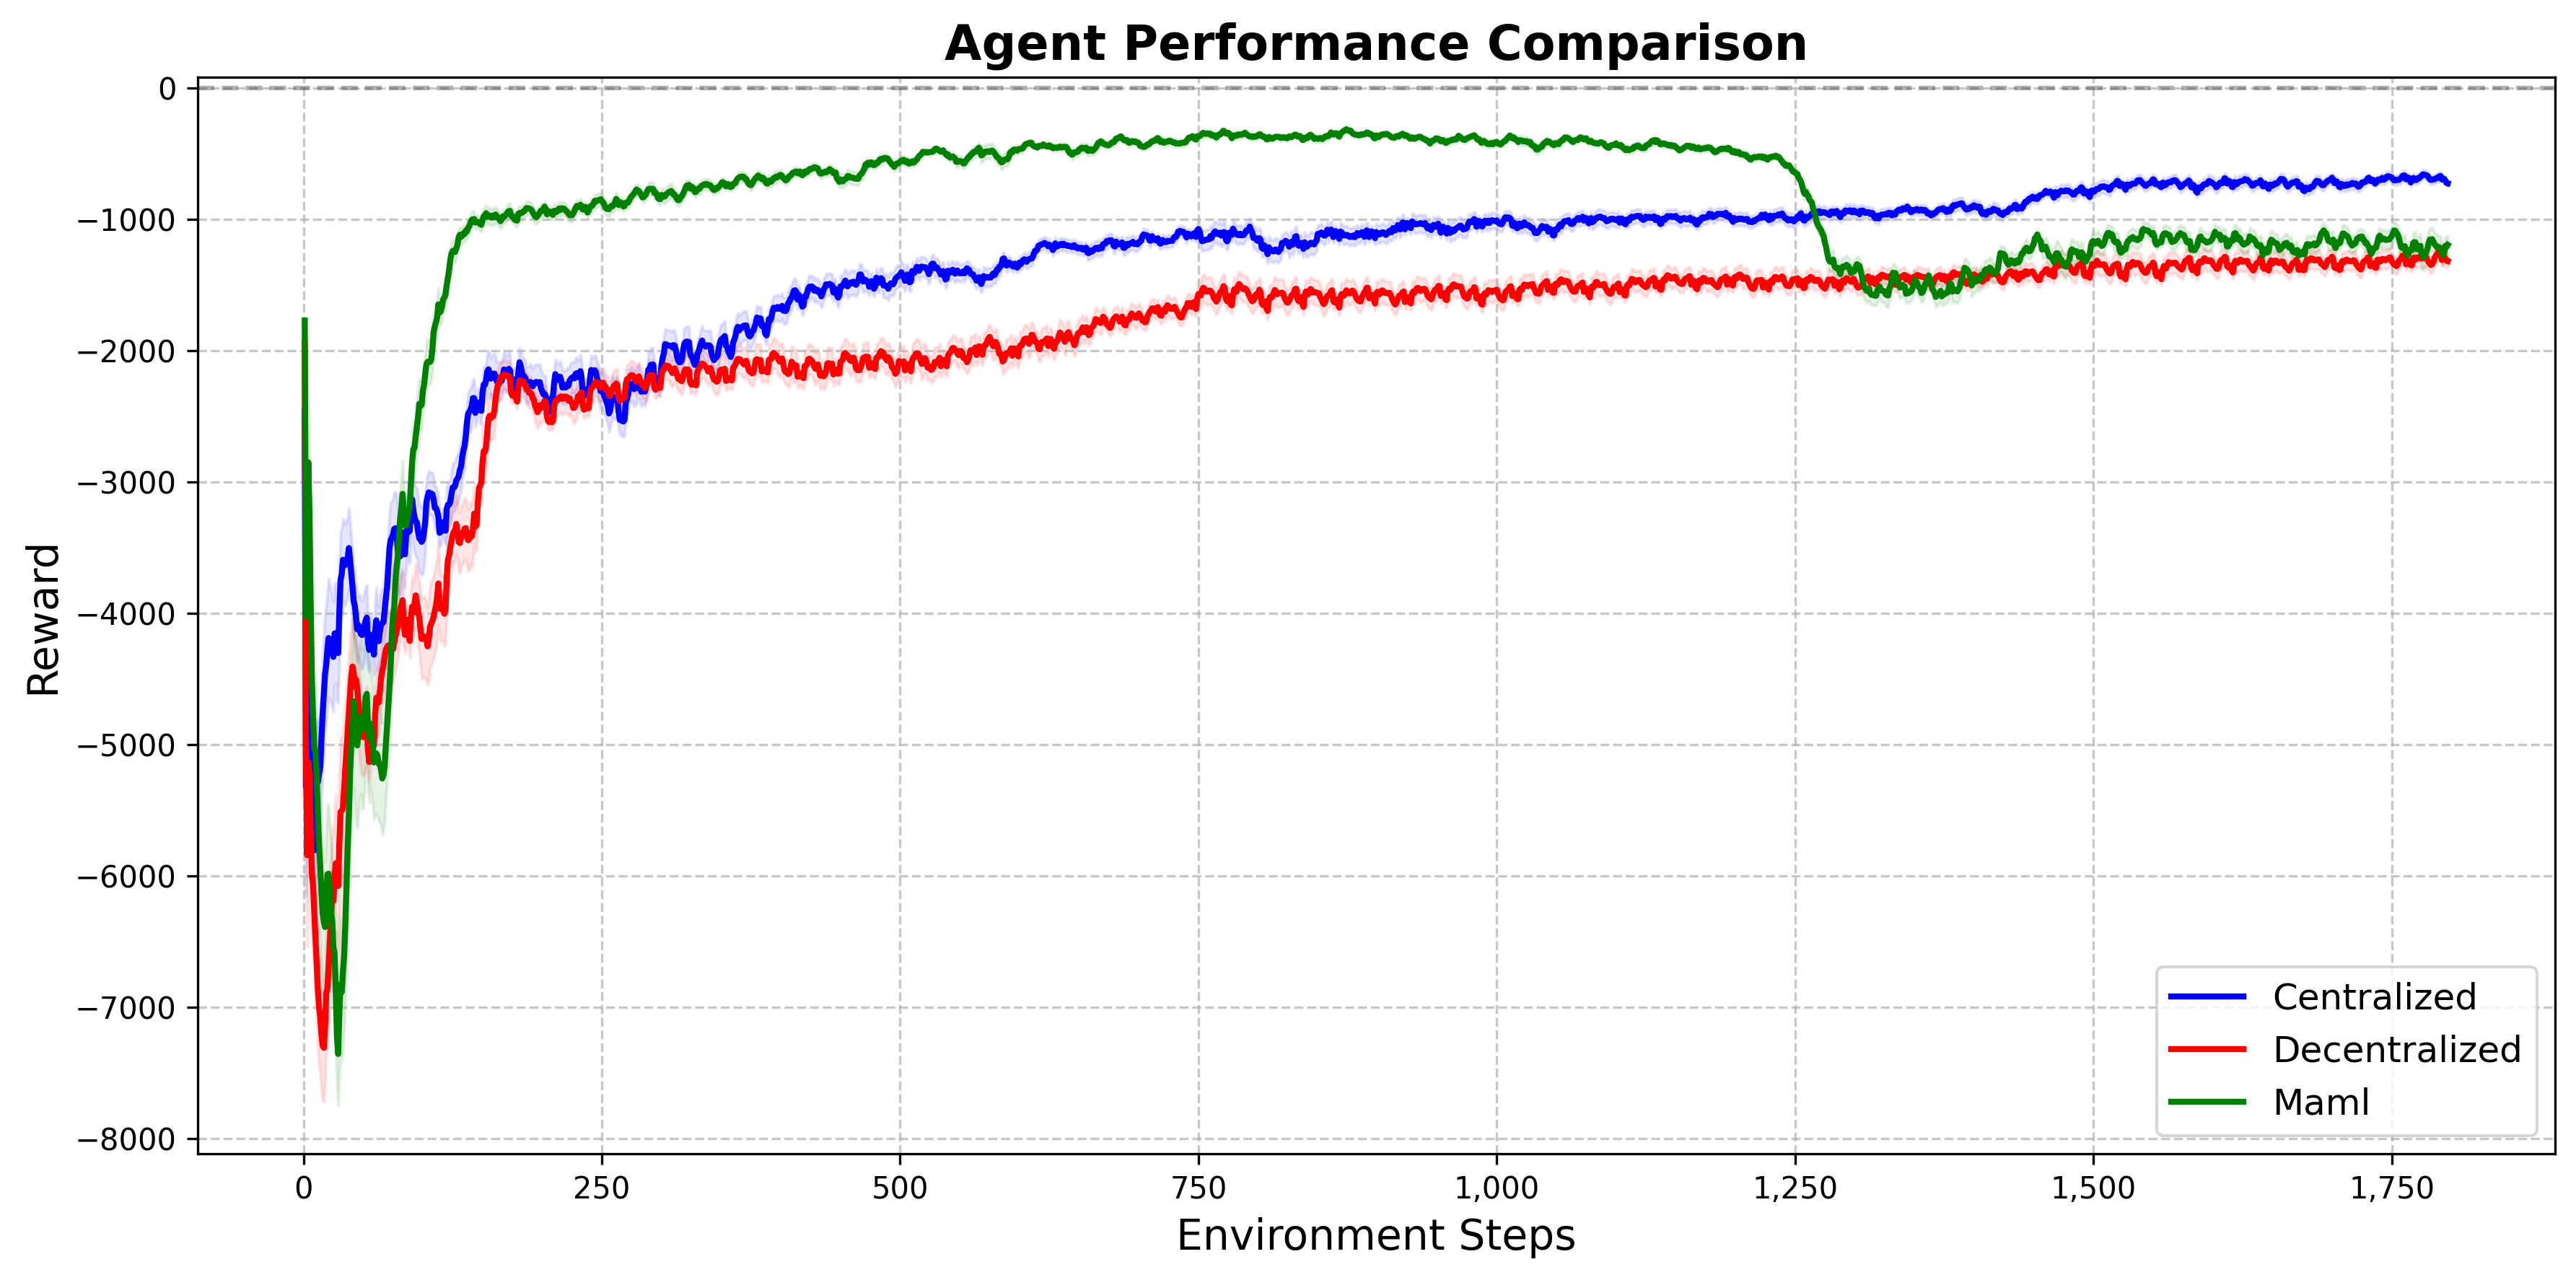 Agent Performance Comparison
Reward
0
−1000
−2000
−3000
−4000
−5000
−6000
−7000
−8000
0 250 500 750 1,000 1,250 1,500 1,750
Environment Steps
Centralized
Decentralized
Maml